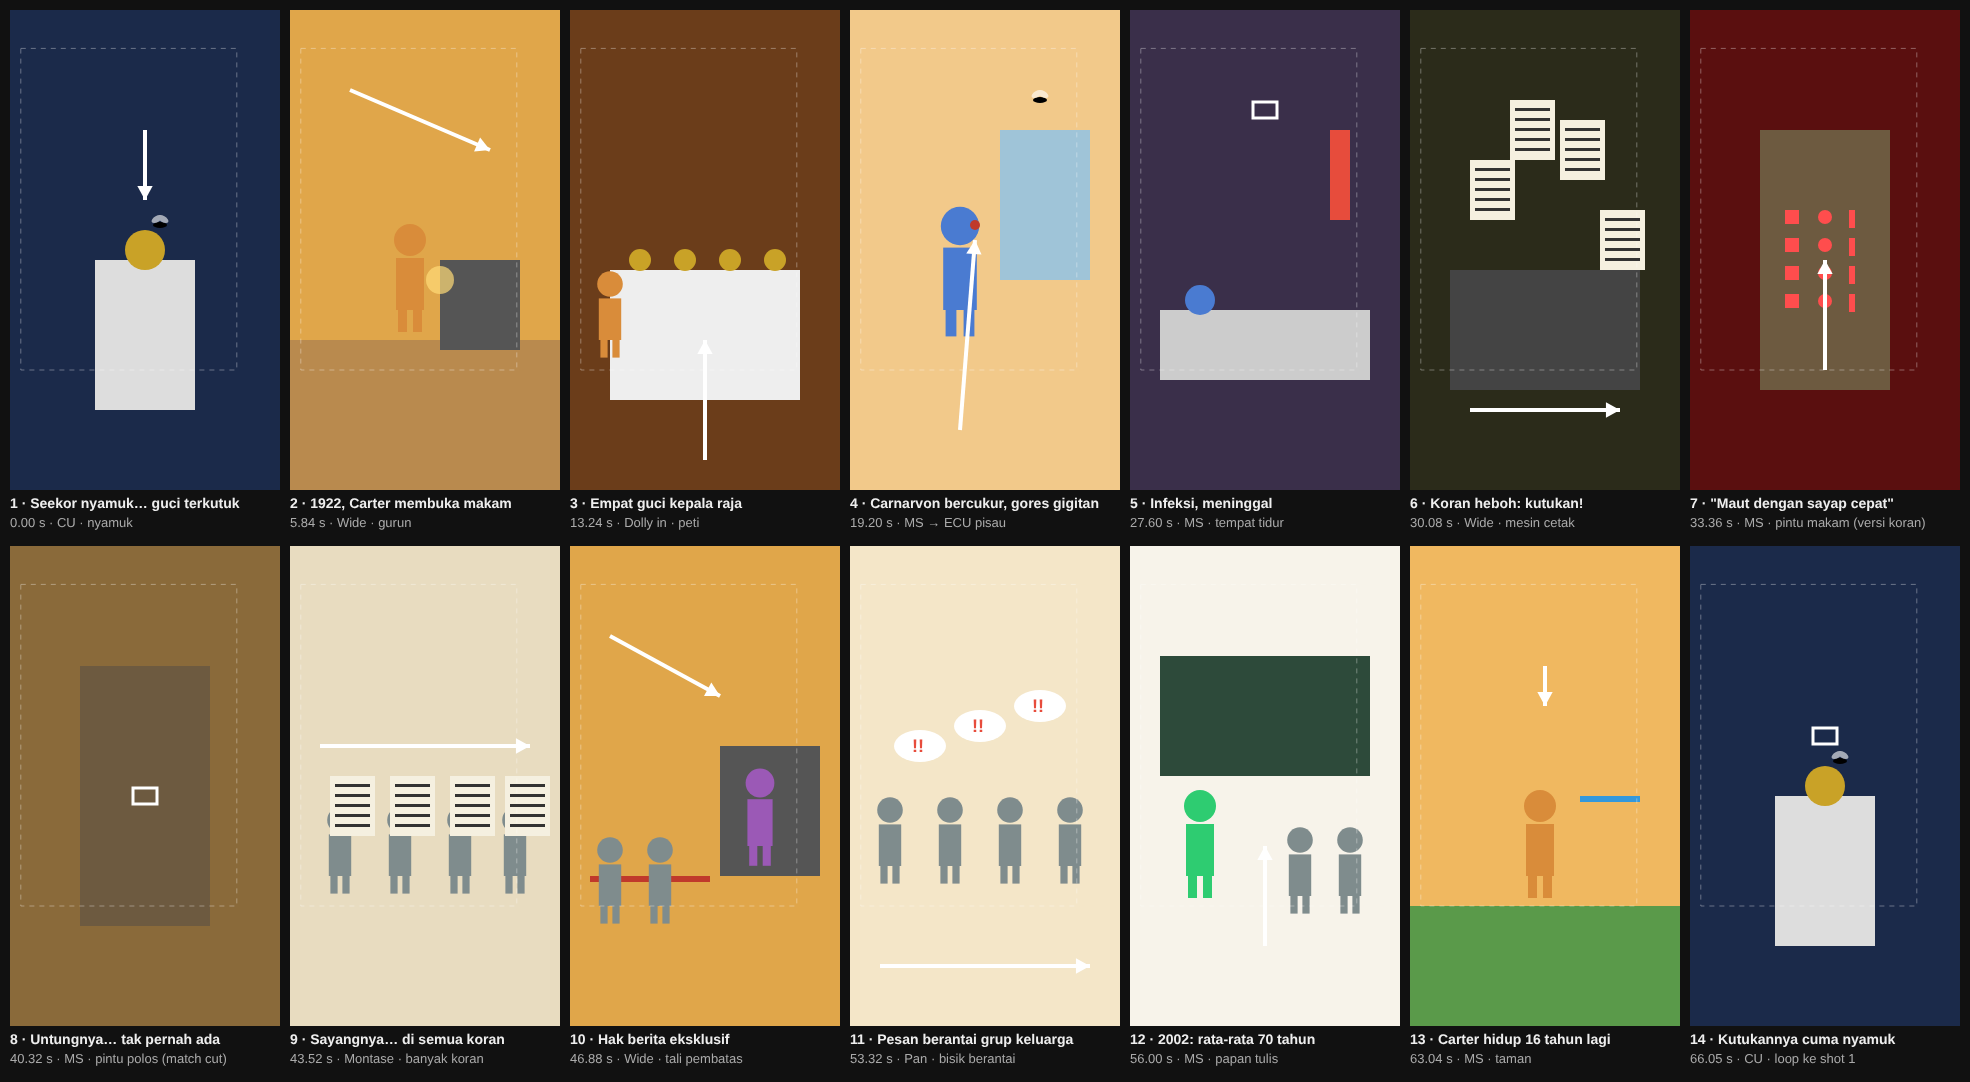 1 · Seekor nyamuk… guci terkutuk
0.00 s · CU · nyamuk
2 · 1922, Carter membuka makam
5.84 s · Wide · gurun
3 · Empat guci kepala raja
13.24 s · Dolly in · peti
4 · Carnarvon bercukur, gores gigitan
19.20 s · MS → ECU pisau
5 · Infeksi, meninggal
27.60 s · MS · tempat tidur
6 · Koran heboh: kutukan!
30.08 s · Wide · mesin cetak
7 · "Maut dengan sayap cepat"
33.36 s · MS · pintu makam (versi koran)
!!
!!
!!
8 · Untungnya… tak pernah ada
40.32 s · MS · pintu polos (match cut)
9 · Sayangnya… di semua koran
43.52 s · Montase · banyak koran
10 · Hak berita eksklusif
46.88 s · Wide · tali pembatas
11 · Pesan berantai grup keluarga
53.32 s · Pan · bisik berantai
12 · 2002: rata-rata 70 tahun
56.00 s · MS · papan tulis
13 · Carter hidup 16 tahun lagi
63.04 s · MS · taman
14 · Kutukannya cuma nyamuk
66.05 s · CU · loop ke shot 1